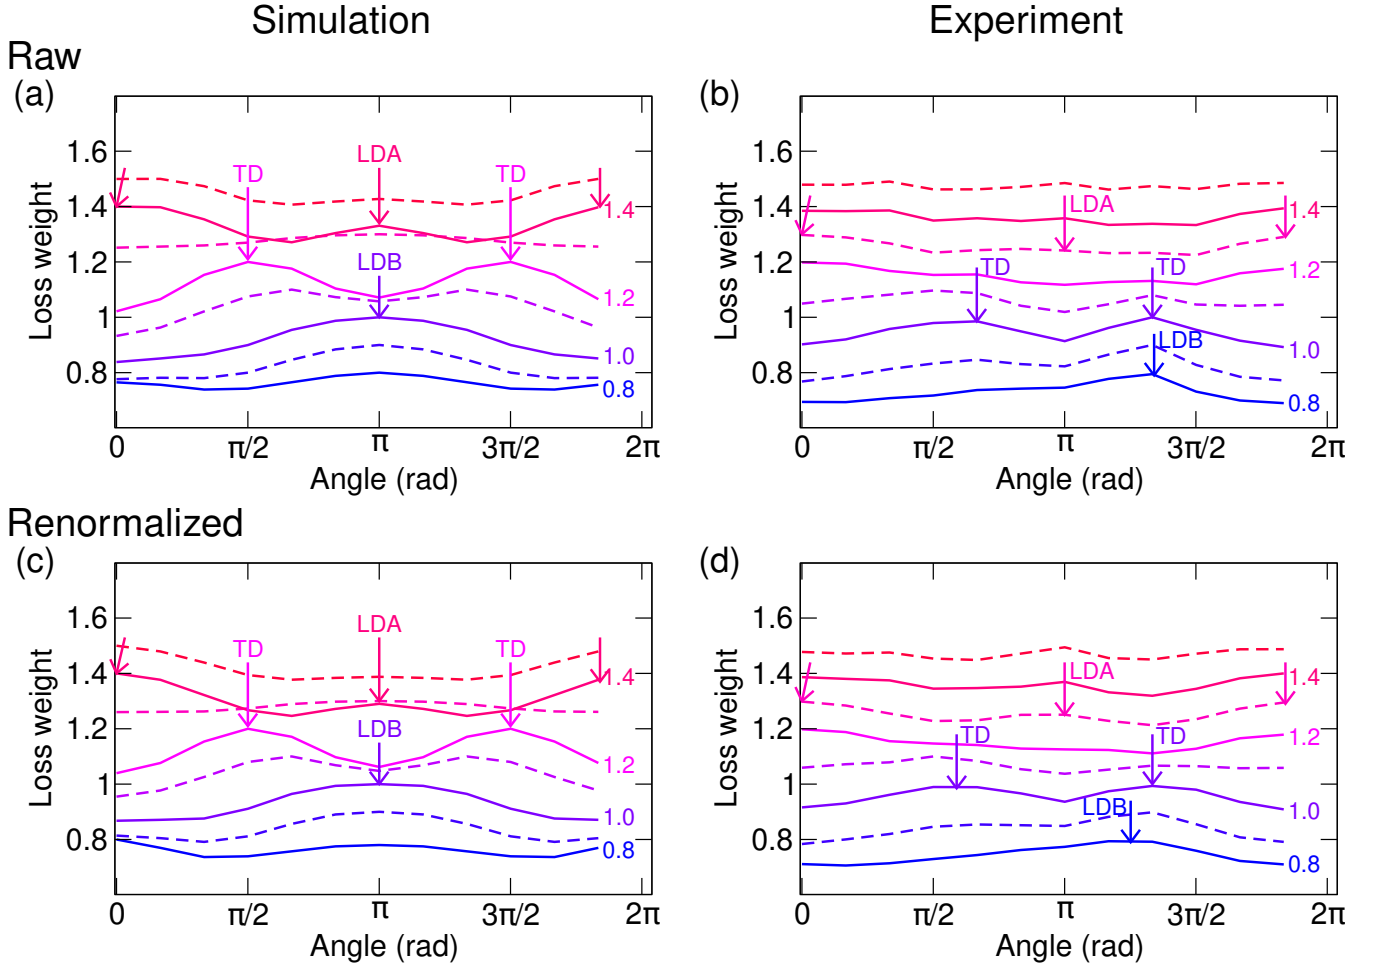 Simulation
Experiment
Raw
(a)
1.6
1.4
1.2
1
0.8
Loss weight
TD
LDA
TD
LDB
1.4
1.2
1.0
0.8
0
π/2
π
3π/2
2π
Angle (rad)
(b)
1.6
1.4
1.2
1
0.8
Loss weight
LDA
TD
TD
LDB
1.4
1.2
1.0
0.8
0
π/2
π
3π/2
2π
Angle (rad)
Renormalized
(c)
1.6
1.4
1.2
1
0.8
Loss weight
TD
LDA
TD
LDB
1.4
1.2
1.0
0.8
0
π/2
π
3π/2
2π
Angle (rad)
(d)
1.6
1.4
1.2
1
0.8
Loss weight
LDA
TD
TD
LDB
1.4
1.2
1.0
0.8
0
π/2
π
3π/2
2π
Angle (rad)